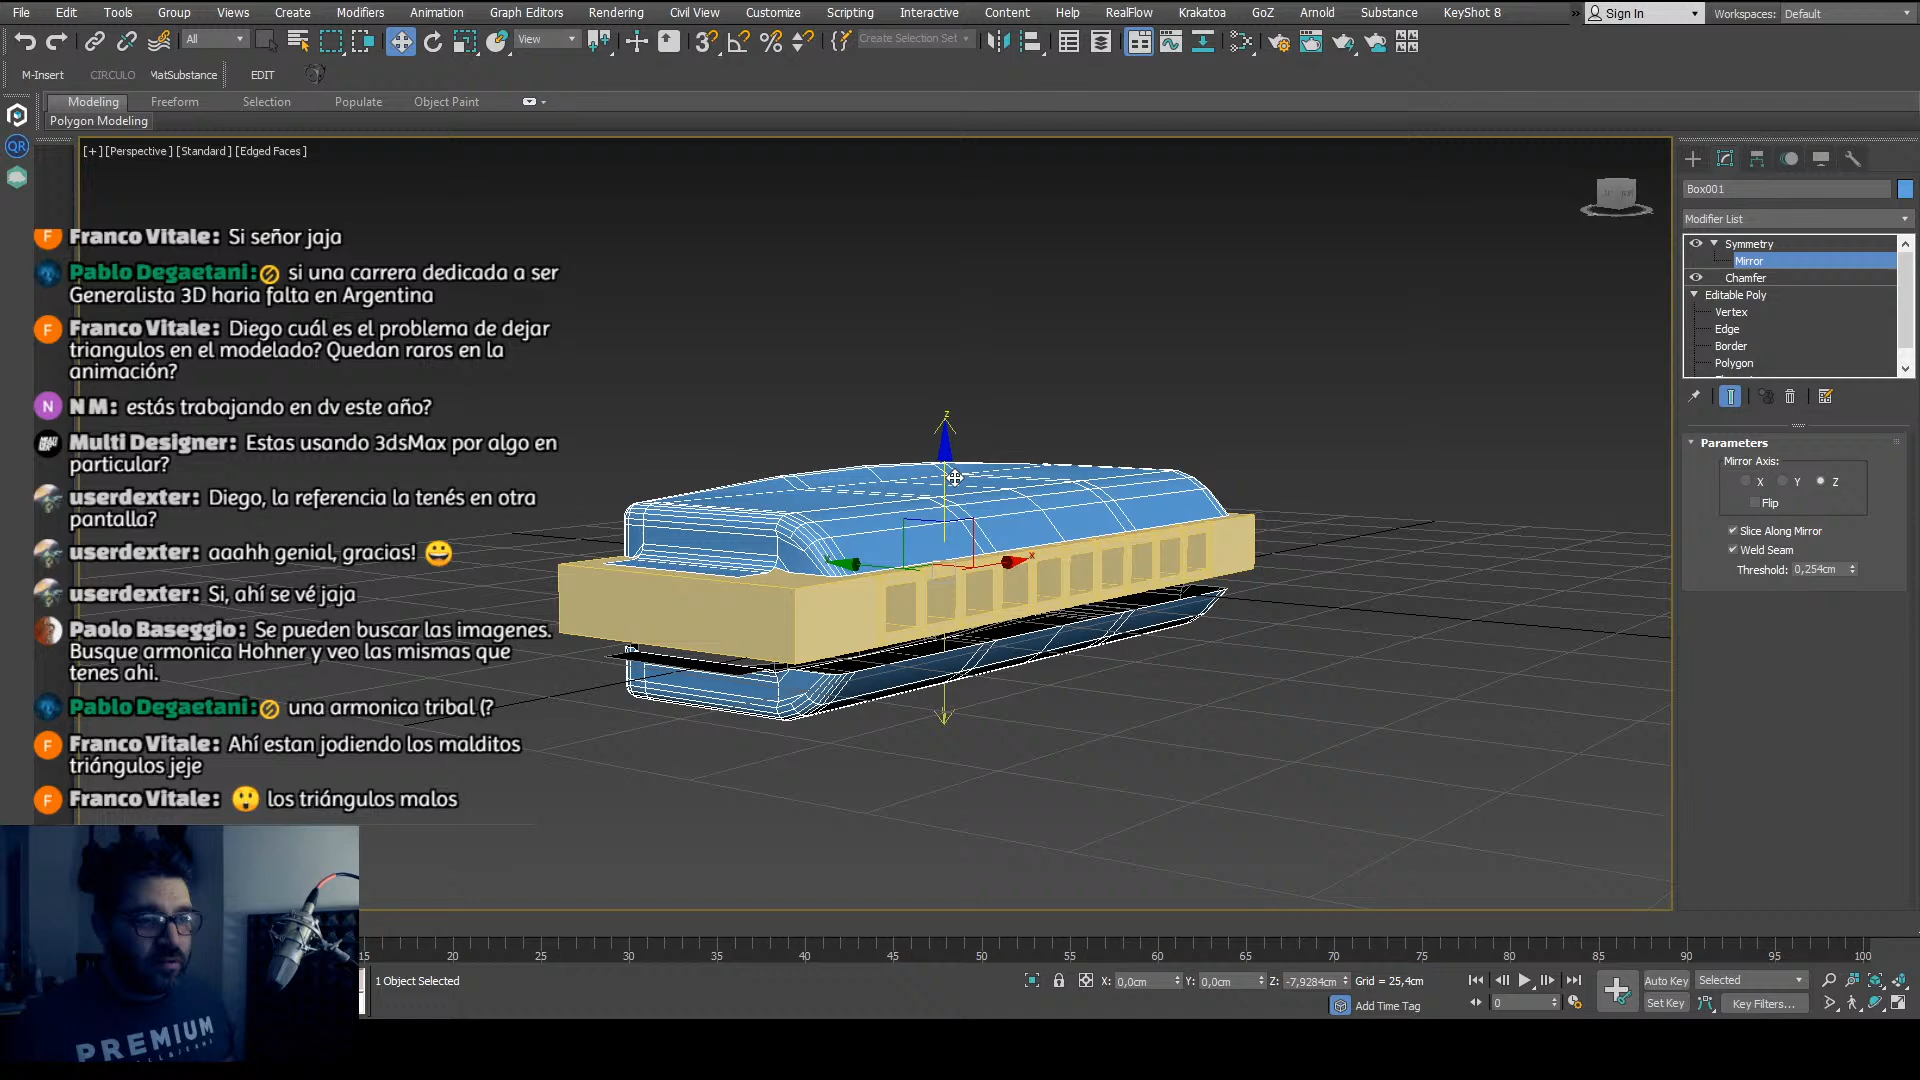 File Edit Tools Group Views Create Modifiers Animation Graph Editors Rendering Civil View Customize Scripting Interactive Content Help RealFlow Krakatoa GoZ Arnold Substance KeyShot 8 » Sign In Workspaces: Default
All View Create Selection Set
M-Insert CIRCULO MatSubstance EDIT
Modeling Freeform Selection Populate Object Paint
Polygon Modeling
QR
[+] [Perspective] [Standard] [Edged Faces]
Franco Vitale: Si señor jaja
Pablo Degaetani: si una carrera dedicada a ser
Generalista 3D haria falta en Argentina
Franco Vitale: Diego cuál es el problema de dejar
triangulos en el modelado? Quedan raros en la
animación?
N M: estás trabajando en dv este año?
Multi Designer: Estas usando 3dsMax por algo en
particular?
userdexter: Diego, la referencia la tenés en otra
pantalla?
userdexter: aaahh genial, gracias! 😀
userdexter: Si, ahí se vé jaja
Paolo Baseggio: Se pueden buscar las imagenes.
Busque armonica Hohner y veo las mismas que
tenes ahi.
Pablo Degaetani: una armonica tribal (?
Franco Vitale: Ahí estan jodiendo los malditos
triángulos jeje
Franco Vitale: 😲 los triángulos malos
z
x
PREMIUM
Box001
Modifier List
Symmetry
Mirror
Chamfer
Editable Poly
Vertex
Edge
Border
Polygon
Parameters
Mirror Axis:
X Y Z
Flip
Slice Along Mirror
Weld Seam
Threshold: 0,254cm
15 20 25 30 35 40 45 50 55 60 65 70 75 80 85 90 95 100
1 Object Selected X: 0,0cm Y: 0,0cm Z: -7,9284cm Grid = 25,4cm Auto Key Selected
Add Time Tag 0 Set Key Key Filters...